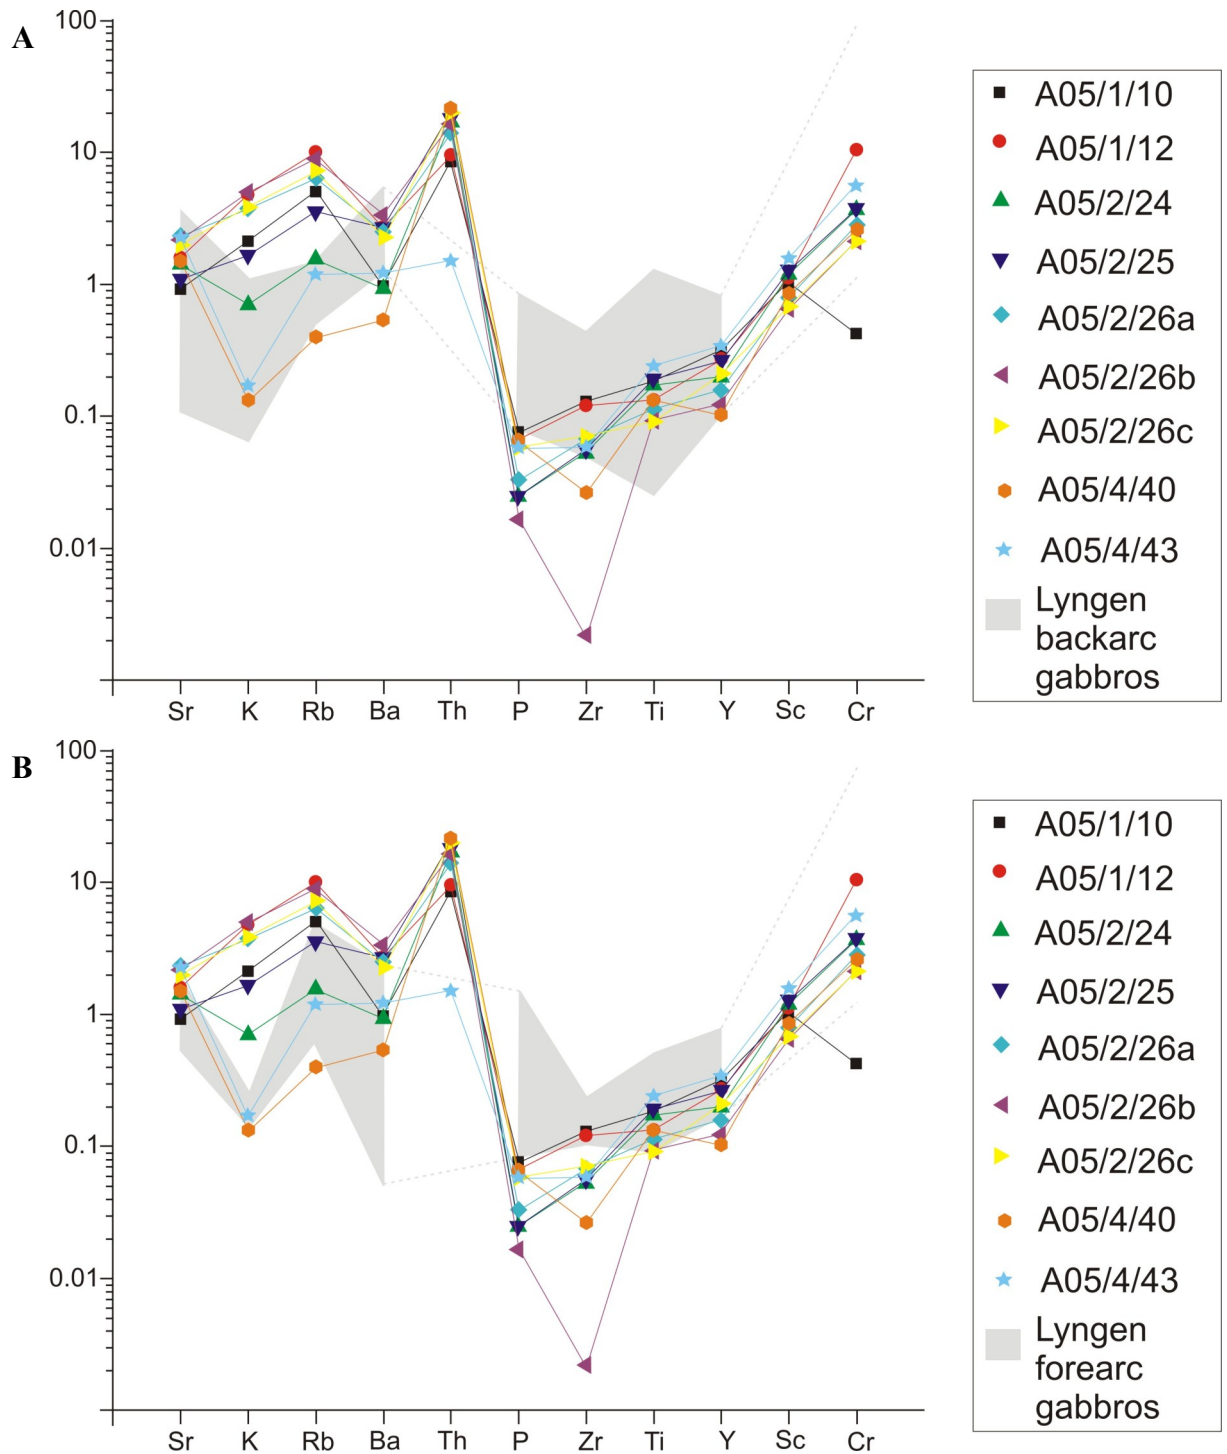 A
100
10
1
0.1
0.01
Sr K Rb Ba Th P Zr Ti Y Sc Cr
A05/1/10
A05/1/12
A05/2/24
A05/2/25
A05/2/26a
A05/2/26b
A05/2/26c
A05/4/40
A05/4/43
Lyngen
backarc
gabbros
B
100
10
1
0.1
0.01
Sr K Rb Ba Th P Zr Ti Y Sc Cr
A05/1/10
A05/1/12
A05/2/24
A05/2/25
A05/2/26a
A05/2/26b
A05/2/26c
A05/4/40
A05/4/43
Lyngen
forearc
gabbros